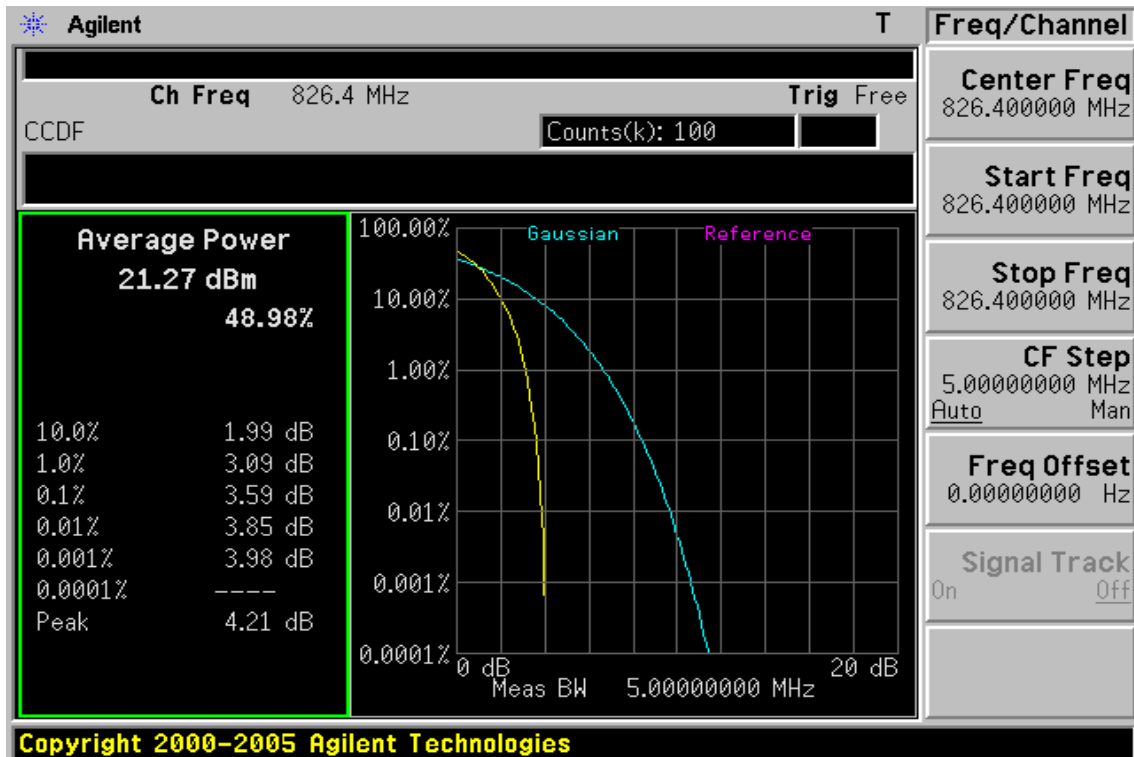 Agilent T
Ch Freq 826.4 MHz Trig Free
CCDF Counts(k): 100
Average Power
21.27 dBm
48.98%
10.0% 1.99 dB
1.0% 3.09 dB
0.1% 3.59 dB
0.01% 3.85 dB
0.001% 3.98 dB
0.0001% ----
Peak 4.21 dB
Gaussian Reference
100.00%
10.00%
1.00%
0.10%
0.01%
0.001%
0.0001%
0 dB 20 dB
Meas BW 5.00000000 MHz
Freq/Channel
Center Freq
826.400000 MHz
Start Freq
826.400000 MHz
Stop Freq
826.400000 MHz
CF Step
5.00000000 MHz
Auto Man
Freq Offset
0.00000000 Hz
Signal Track
On Off
Copyright 2000-2005 Agilent Technologies